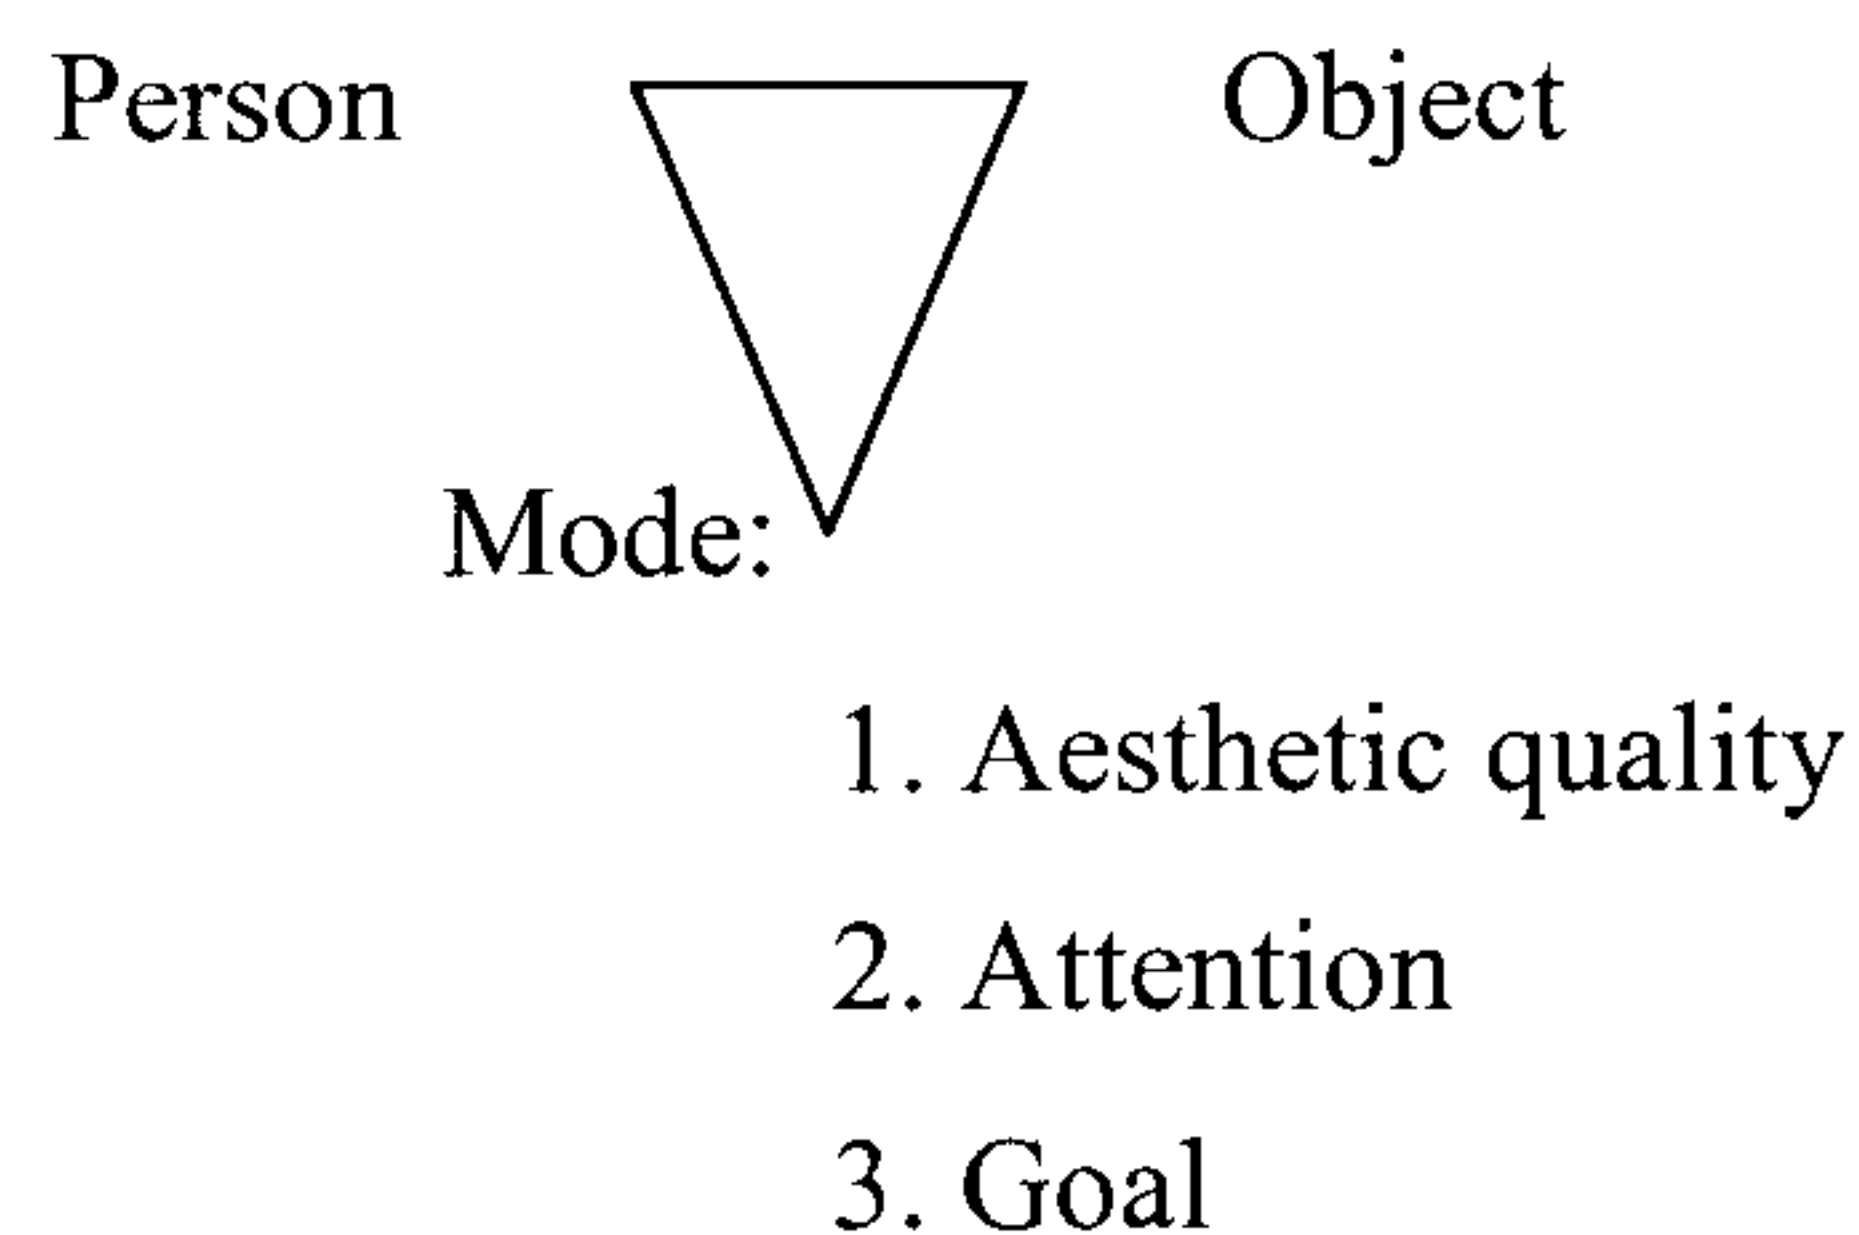 Person Object
Mode:
1. Aesthetic quality
2. Attention
3. Goal